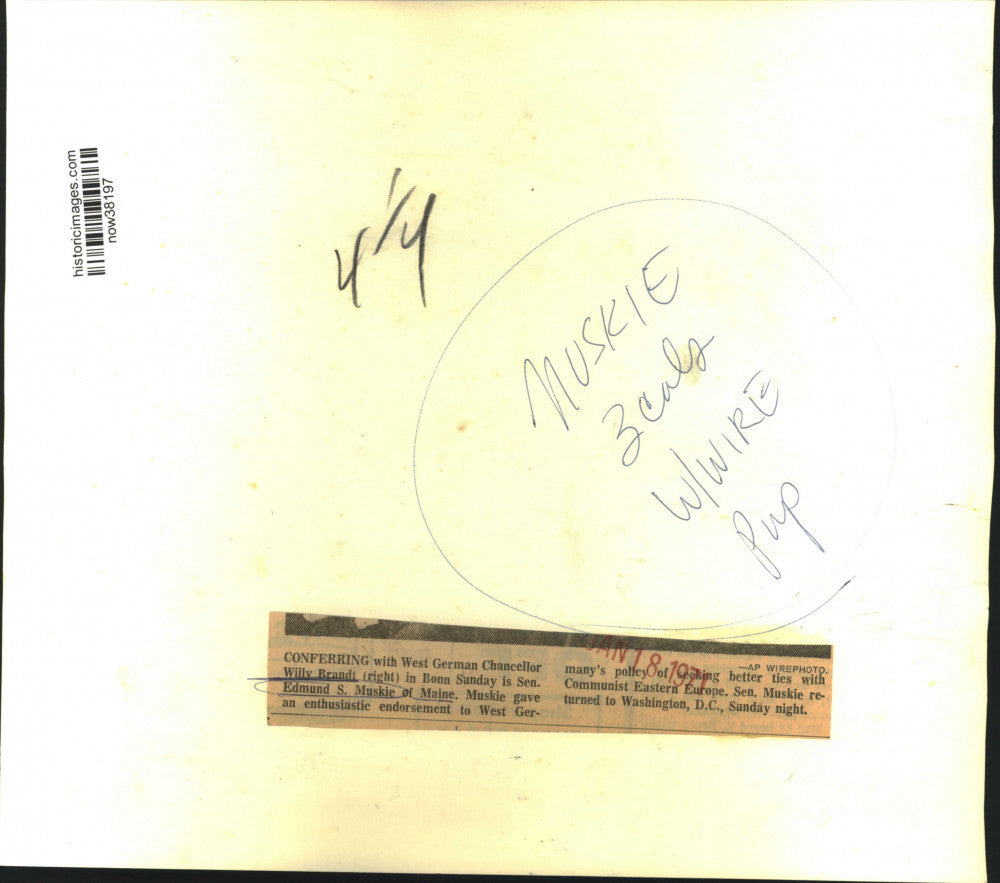 historicimages.com
now38197
4 1/4
MUSKIE
3 cols
W/WIRE
Pup
JAN 18 1971
CONFERRING with West German Chancellor
Willy Brandt (right) in Bonn Sunday is Sen.
Edmund S. Muskie of Maine. Muskie gave
an enthusiastic endorsement to West Ger-
—AP WIREPHOTO.
many's policy of seeking better ties with
Communist Eastern Europe. Sen. Muskie re-
turned to Washington, D.C., Sunday night.